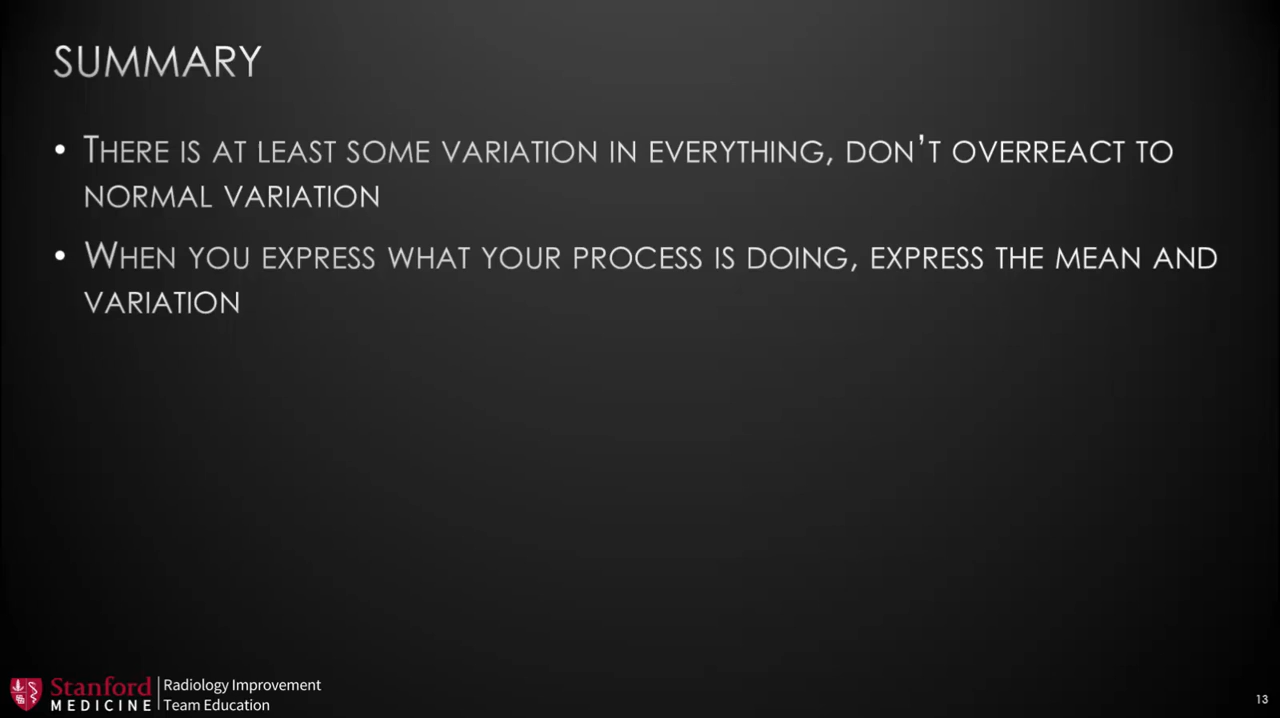 SUMMARY
• THERE IS AT LEAST SOME VARIATION IN EVERYTHING, DON'T OVERREACT TO
NORMAL VARIATION
• WHEN YOU EXPRESS WHAT YOUR PROCESS IS DOING, EXPRESS THE MEAN AND
VARIATION
Stanford
MEDICINE
Radiology Improvement
Team Education
13